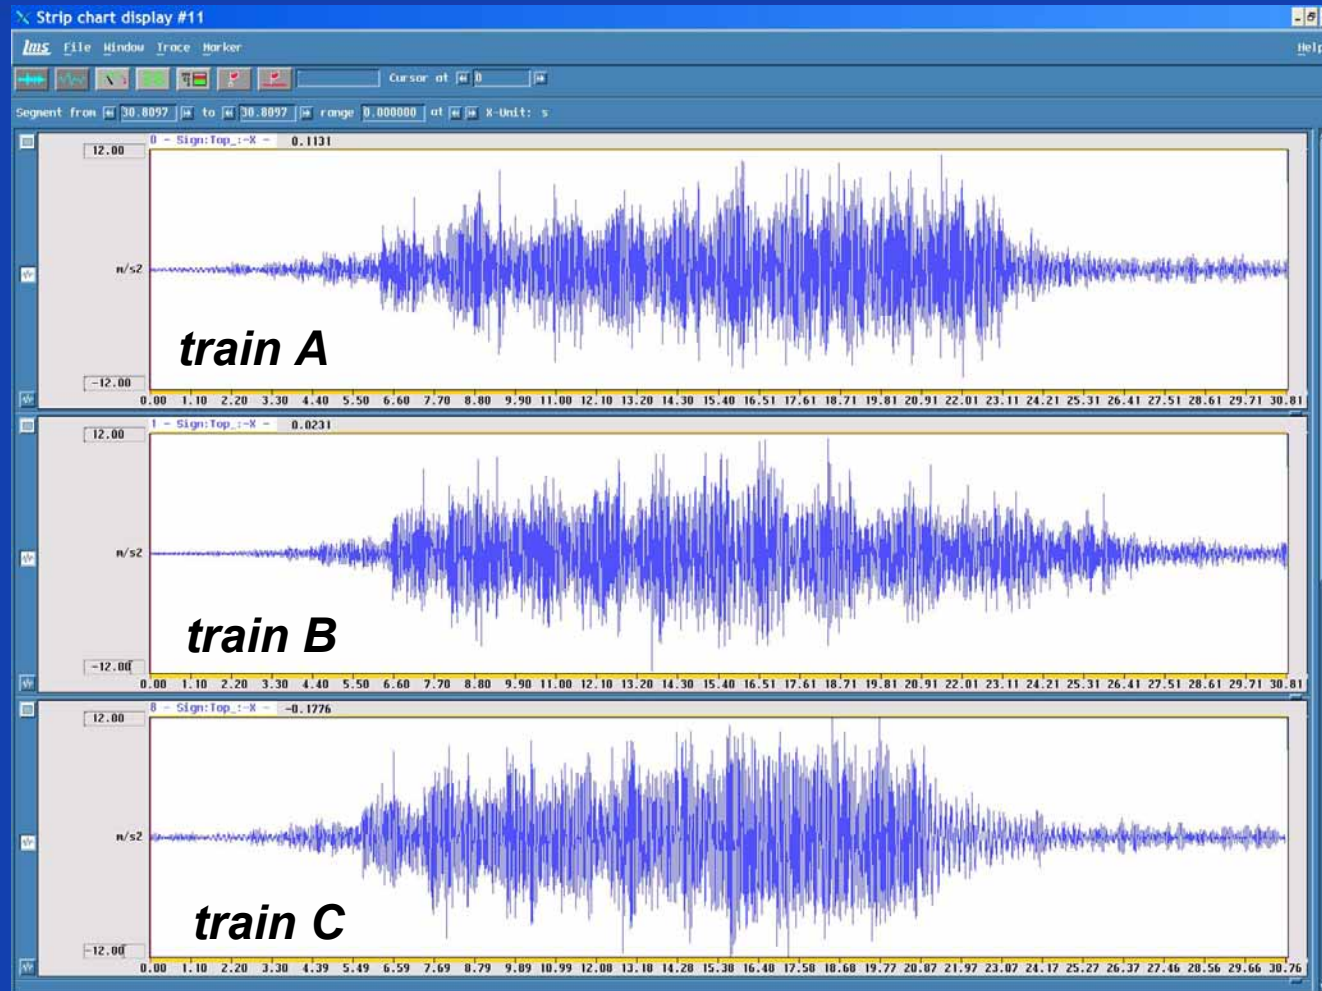 Strip chart display #11
lms File Window Trace Marker Help
Cursor at 0
Segment from 30.8097 to 30.8097 range 0.000000 at X-Unit: s
0 - Sign:Top_:-X - 0.1131
12.00
m/s2
train A
-12.00
0.00 1.10 2.20 3.30 4.40 5.50 6.60 7.70 8.80 9.90 11.00 12.10 13.20 14.30 15.40 16.51 17.61 18.71 19.81 20.91 22.01 23.11 24.21 25.31 26.41 27.51 28.61 29.71 30.81
1 - Sign:Top_:-X - 0.0231
12.00
m/s2
train B
-12.00
0.00 1.10 2.20 3.30 4.40 5.50 6.60 7.70 8.80 9.90 11.00 12.10 13.20 14.30 15.40 16.51 17.61 18.71 19.81 20.91 22.01 23.11 24.21 25.31 26.41 27.51 28.61 29.71 30.81
8 - Sign:Top_:-X - -0.1776
12.00
m/s2
train C
-12.00
0.00 1.10 2.20 3.30 4.39 5.49 6.59 7.69 8.79 9.89 10.99 12.08 13.18 14.28 15.38 16.48 17.58 18.68 19.77 20.87 21.97 23.07 24.17 25.27 26.37 27.46 28.56 29.66 30.76